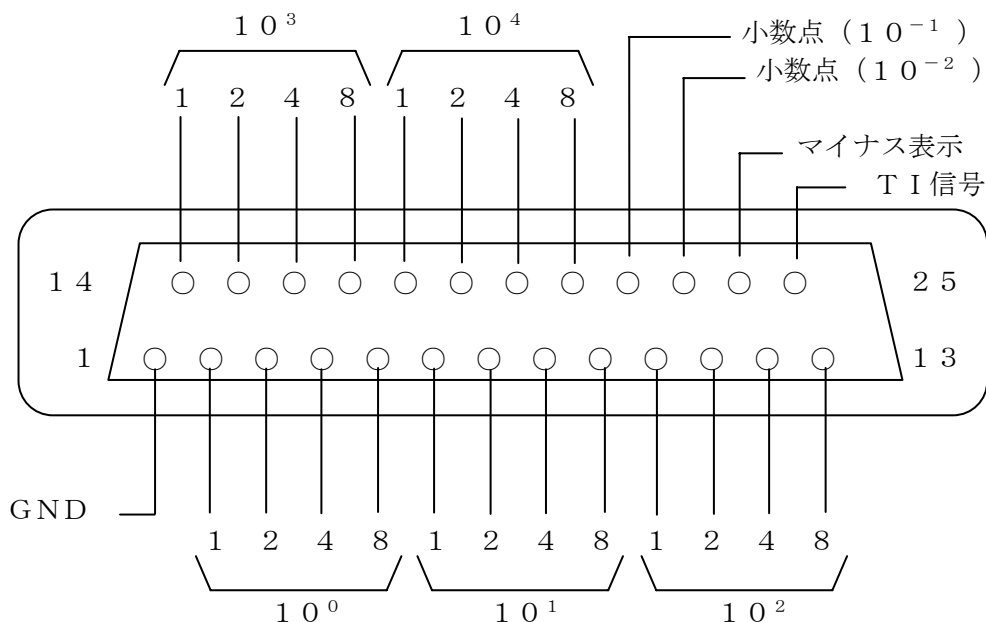 １０³ １０⁴
小数点（１０⁻¹）
小数点（１０⁻²）
１ ２ ４ ８ １ ２ ４ ８
マイナス表示
ＴＩ信号
１４ ２５
１ １３
ＧＮＤ
１ ２ ４ ８ １ ２ ４ ８ １ ２ ４ ８
１０⁰ １０¹ １０²